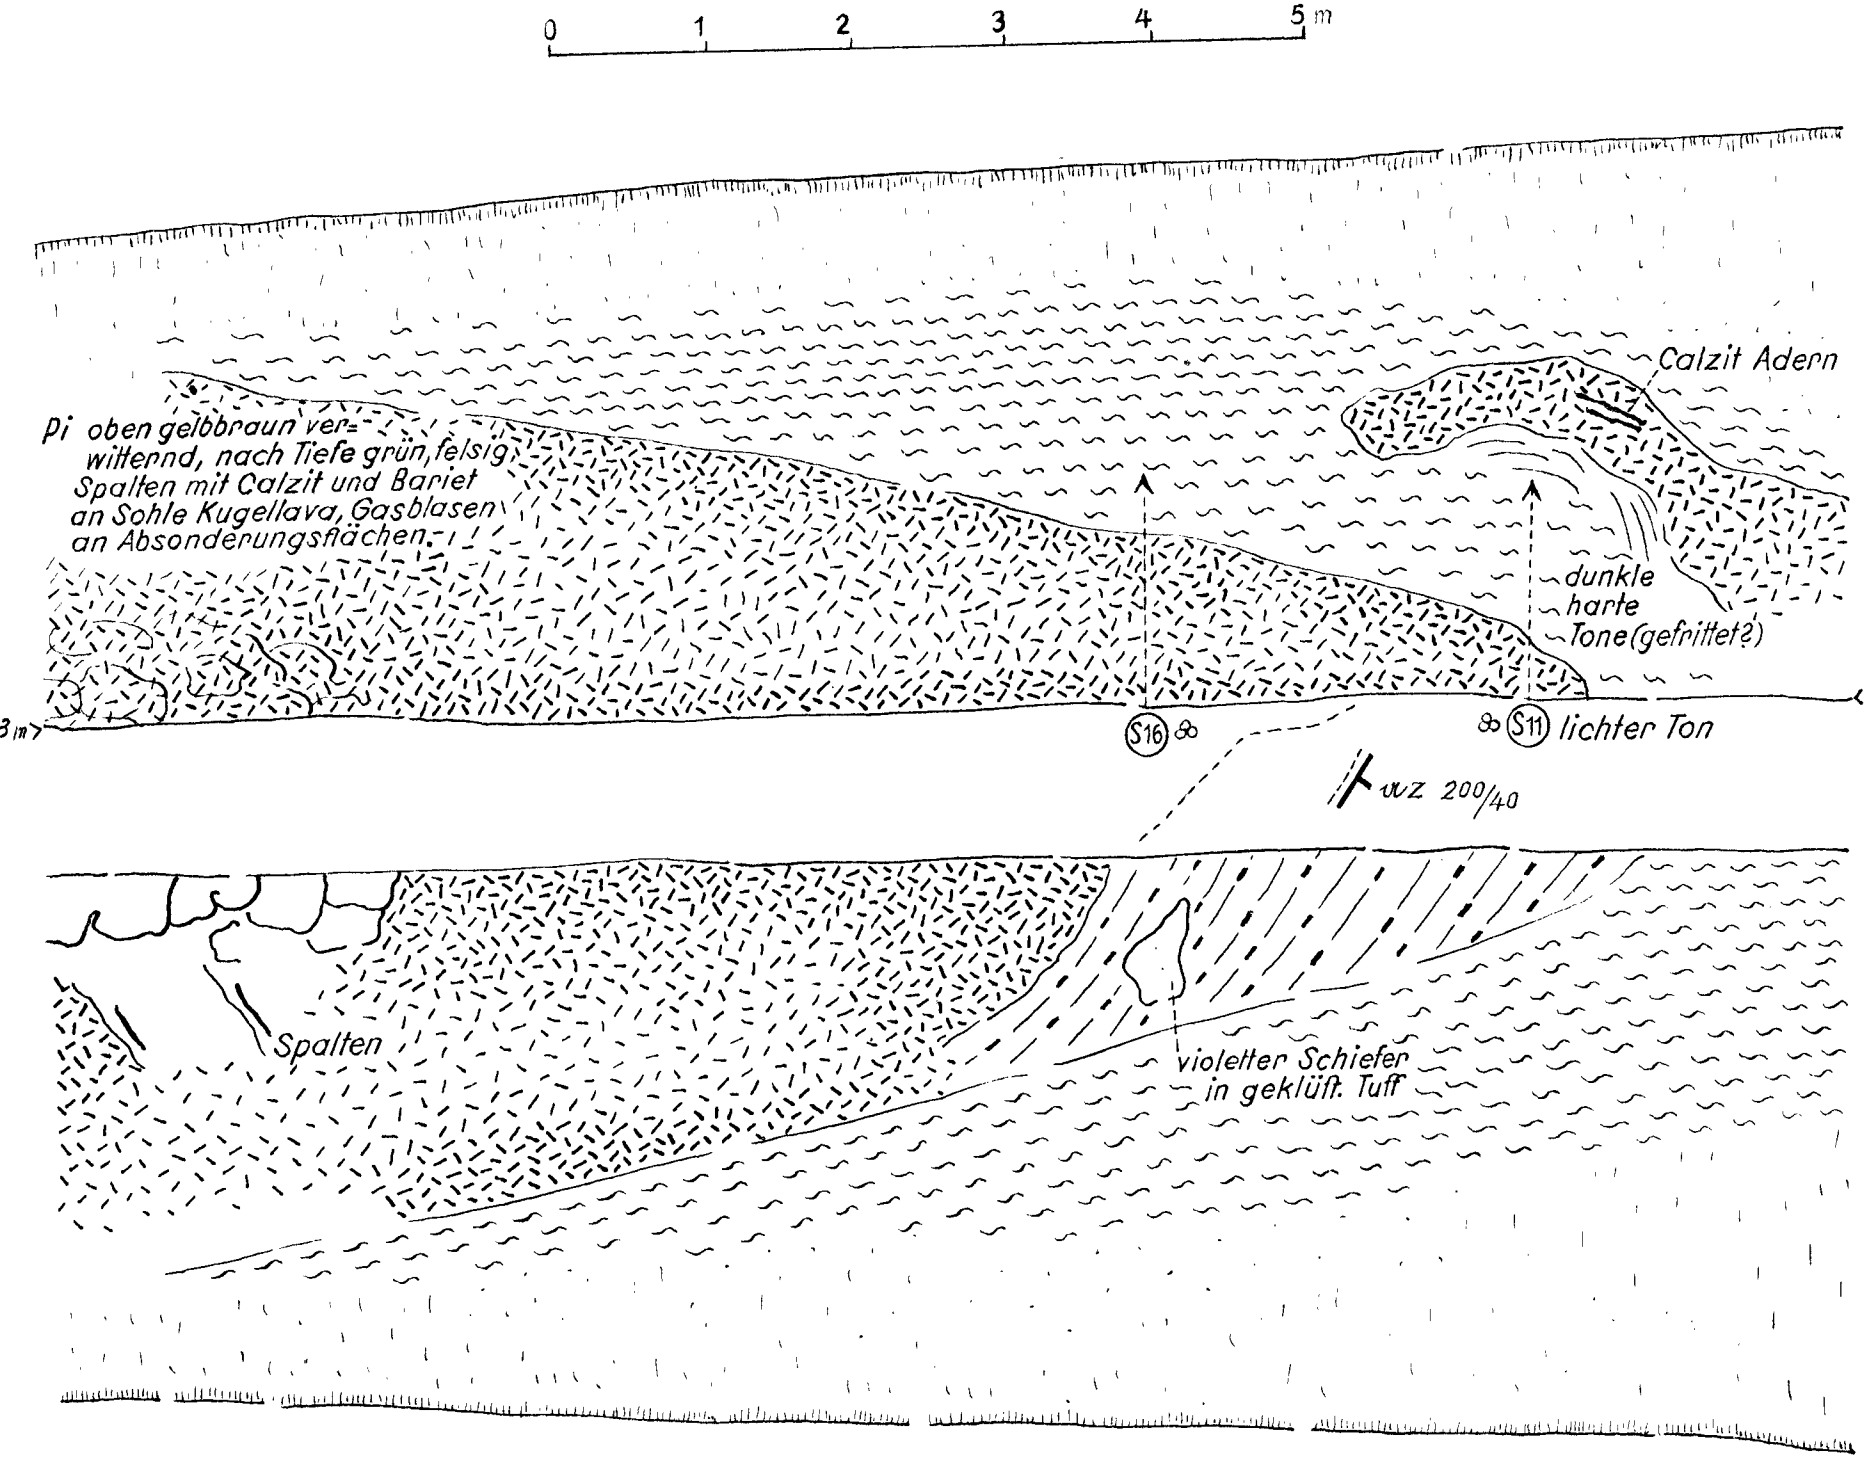 0 1 2 3 4 5 m
Calzit Adern
Pi oben gelbbraun ver=
witternd, nach Tiefe grün, felsig,
Spalten mit Calzit und Bariet
an Sohle Kugellava, Gasblasen
an Absonderungsflächen.
dunkle
harte
Tone (gefrittet?)
3 m
S16
S11 lichter Ton
wz 200/40
Spalten
violetter Schiefer
in geklüft. Tuff